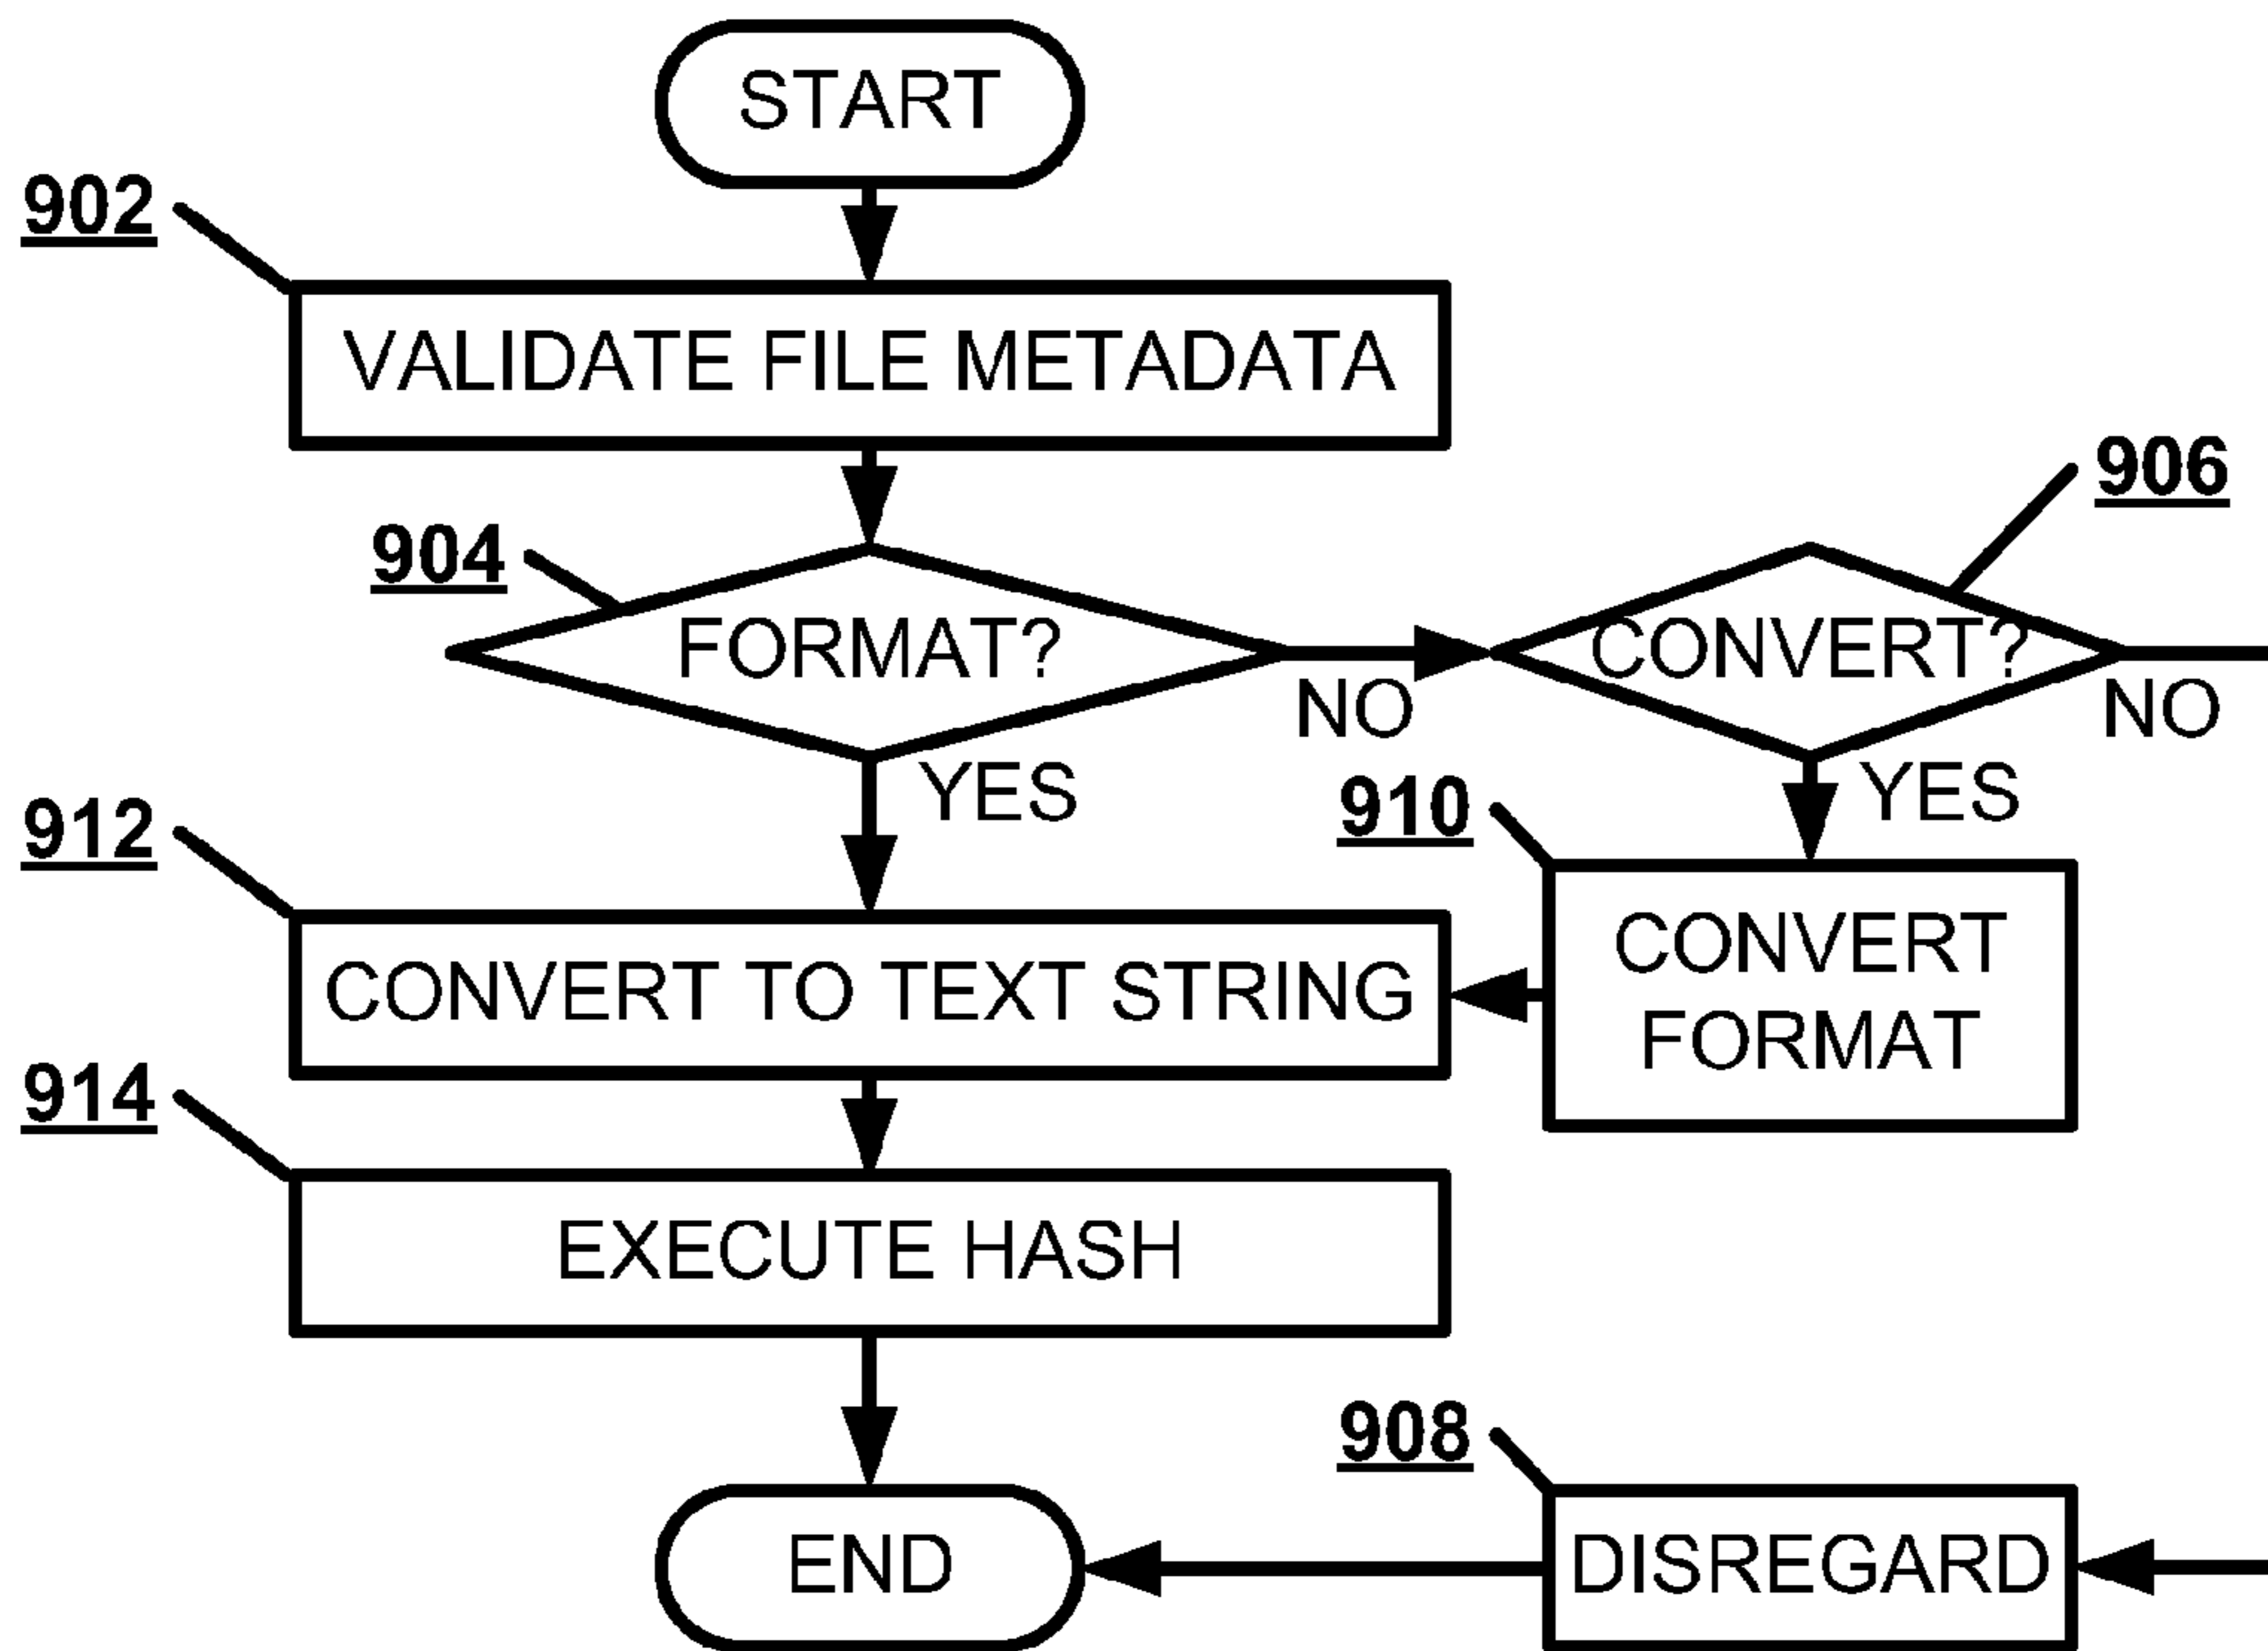 START
902
VALIDATE FILE METADATA
906
904
FORMAT?
CONVERT?
NO
NO
YES
YES
910
912
CONVERT
FORMAT
CONVERT TO TEXT STRING
914
EXECUTE HASH
908
END
DISREGARD